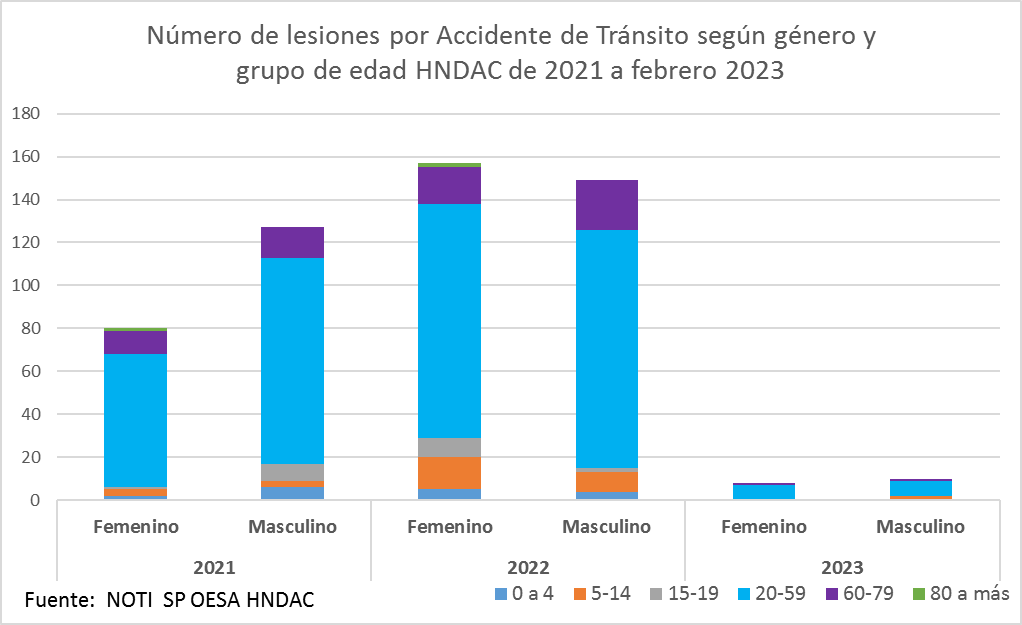 Número de lesiones por Accidente de Tránsito según género y
grupo de edad HNDAC de 2021 a febrero 2023
180
160
140
120
100
80
60
40
20
0
Femenino Masculino Femenino Masculino Femenino Masculino
2021 2022 2023
Fuente: NOTI SP OESA HNDAC
0 a 4 5-14 15-19 20-59 60-79 80 a más